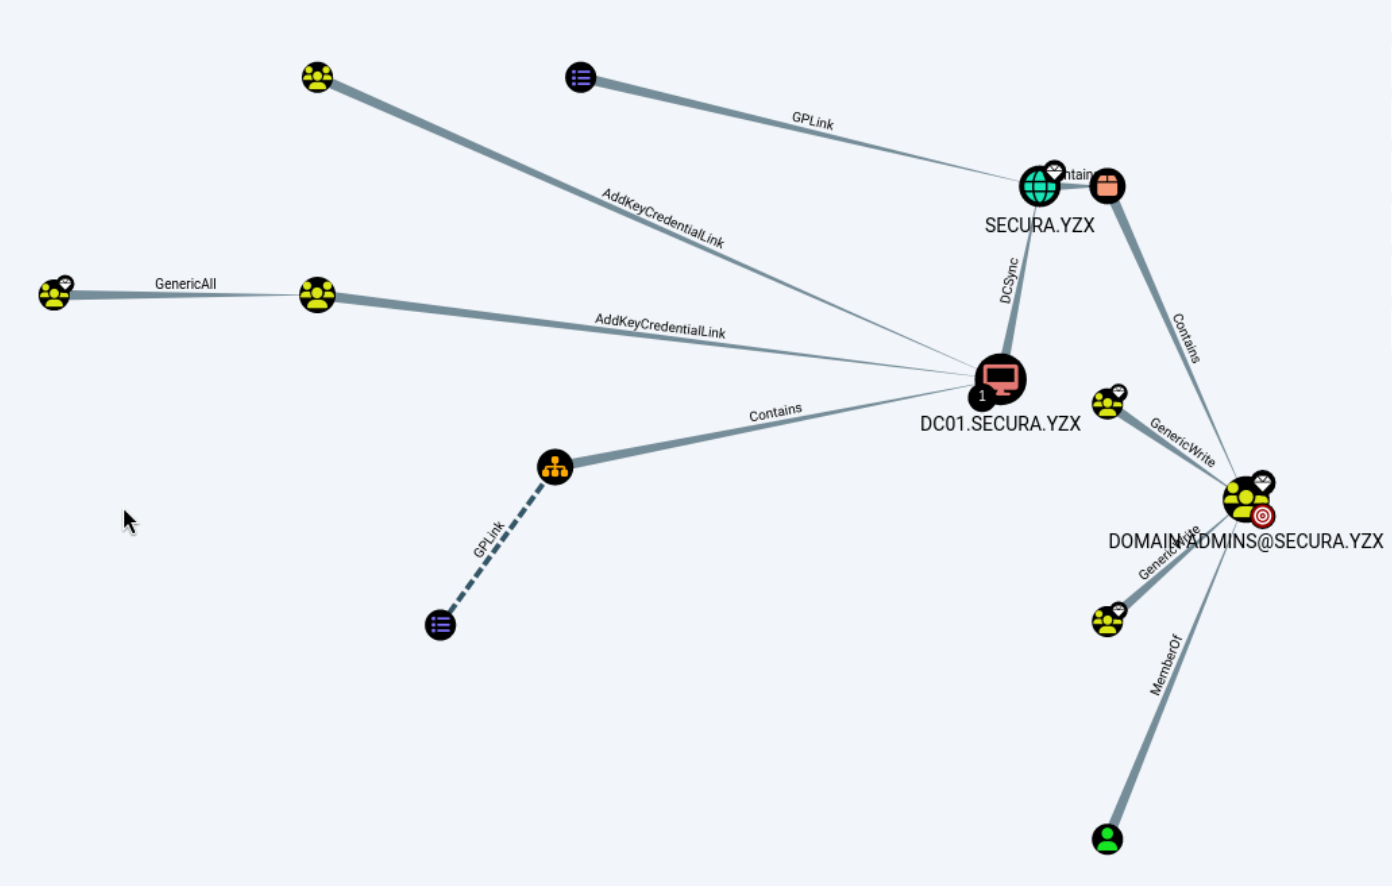 GPLink
ntain
SECURA.YZX
AddKeyCredentialLink
DCSync
GenericAll
AddKeyCredentialLink
Contains
1
DC01.SECURA.YZX
Contains
GenericWrite
GPLink
DOMAIN ADMINS@SECURA.YZX
GenericWrite
MemberOf